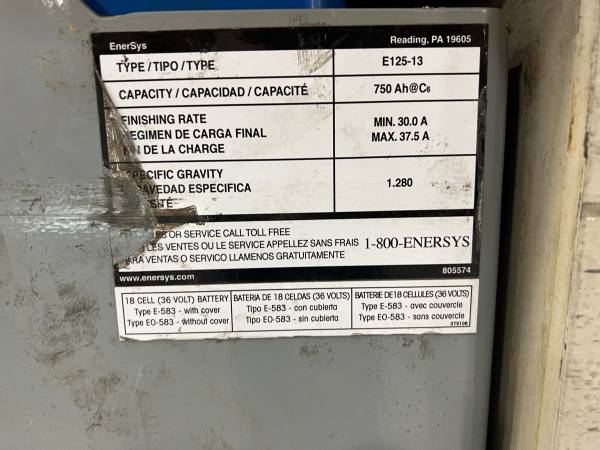 EnerSys Reading, PA 19605
TYPE / TIPO / TYPE E125-13
CAPACITY / CAPACIDAD / CAPACITÉ 750 Ah@C6
FINISHING RATE MIN. 30.0 A
REGIMEN DE CARGA FINAL MAX. 37.5 A
DE LA CHARGE
SPECIFIC GRAVITY
GRAVEDAD ESPECIFICA 1.280
OR SERVICE CALL TOLL FREE
LES VENTES OU LE SERVICE APPELLEZ SANS FRAIS 1-800-ENERSYS
PARA VENTAS O SERVICO LLAMENOS GRATUITAMENTE
www.enersys.com 805574
18 CELL (36 VOLT) BATTERY BATERIA DE 18 CELDAS (36 VOLTS) BATTERIE DE 18 CELLULES (36 VOLTS)
Type E-583 - with cover Tipo E-583 - con cubierta Type E-583 - avec couvercle
Type EO-583 - without cover Tipo EO-583 - sin cubierta Type EO-583 - sans couvercle